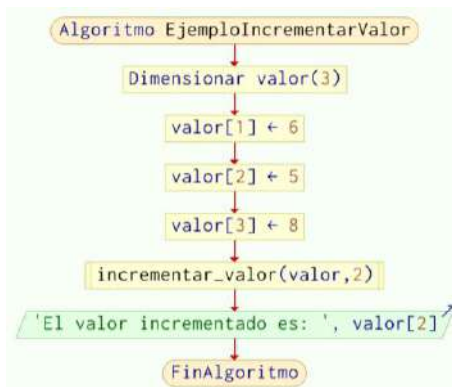 Algoritmo EjemploIncrementarValor
Dimensionar valor(3)
valor[1] ← 6
valor[2] ← 5
valor[3] ← 8
incrementar_valor(valor,2)
'El valor incrementado es: ', valor[2]
FinAlgoritmo